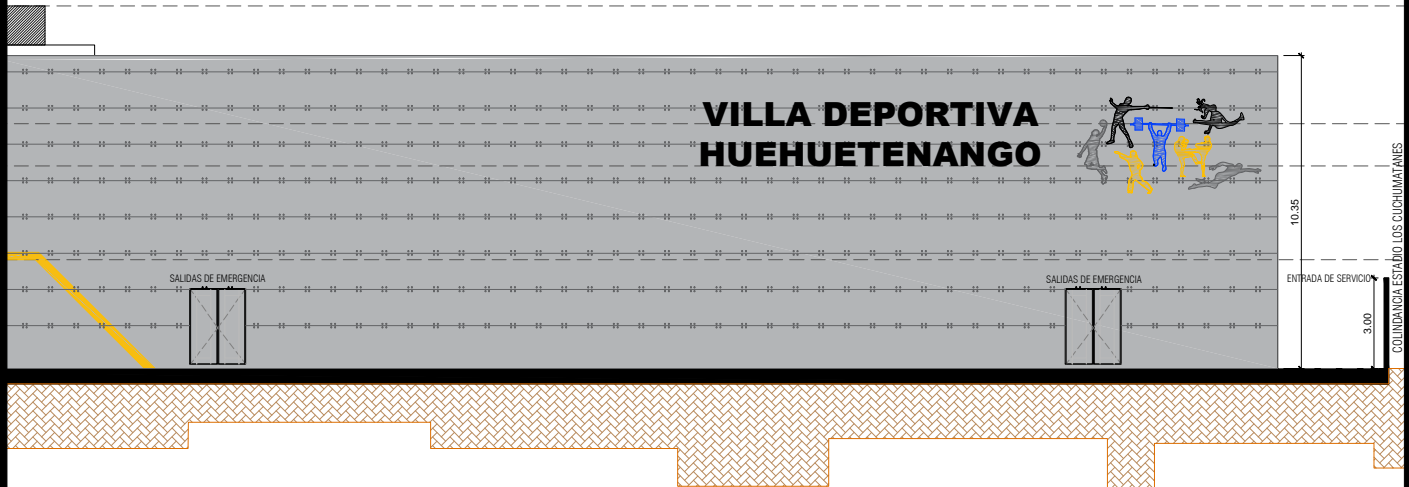 VILLA DEPORTIVA
HUEHUETENANGO
10.35
COLINDANCIA ESTADIO LOS CUCHUMATANES
SALIDAS DE EMERGENCIA
SALIDAS DE EMERGENCIA
ENTRADA DE SERVICIO
3.00